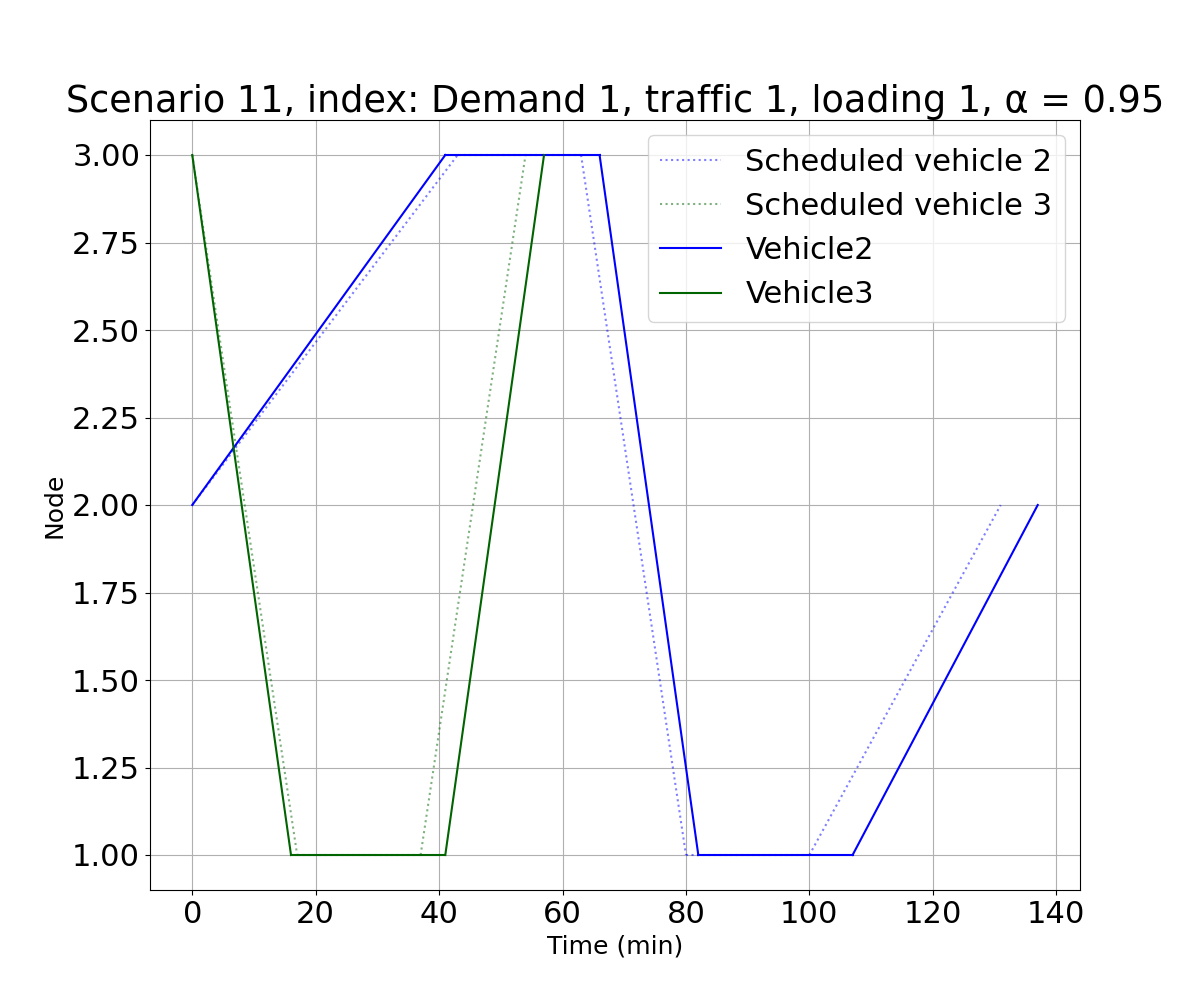 Scenario 11, index: Demand 1, traffic 1, loading 1, α = 0.95
Scheduled vehicle 2
Scheduled vehicle 3
Vehicle2
Vehicle3
3.00
2.75
2.50
2.25
2.00
1.75
1.50
1.25
1.00
Node
0 20 40 60 80 100 120 140
Time (min)